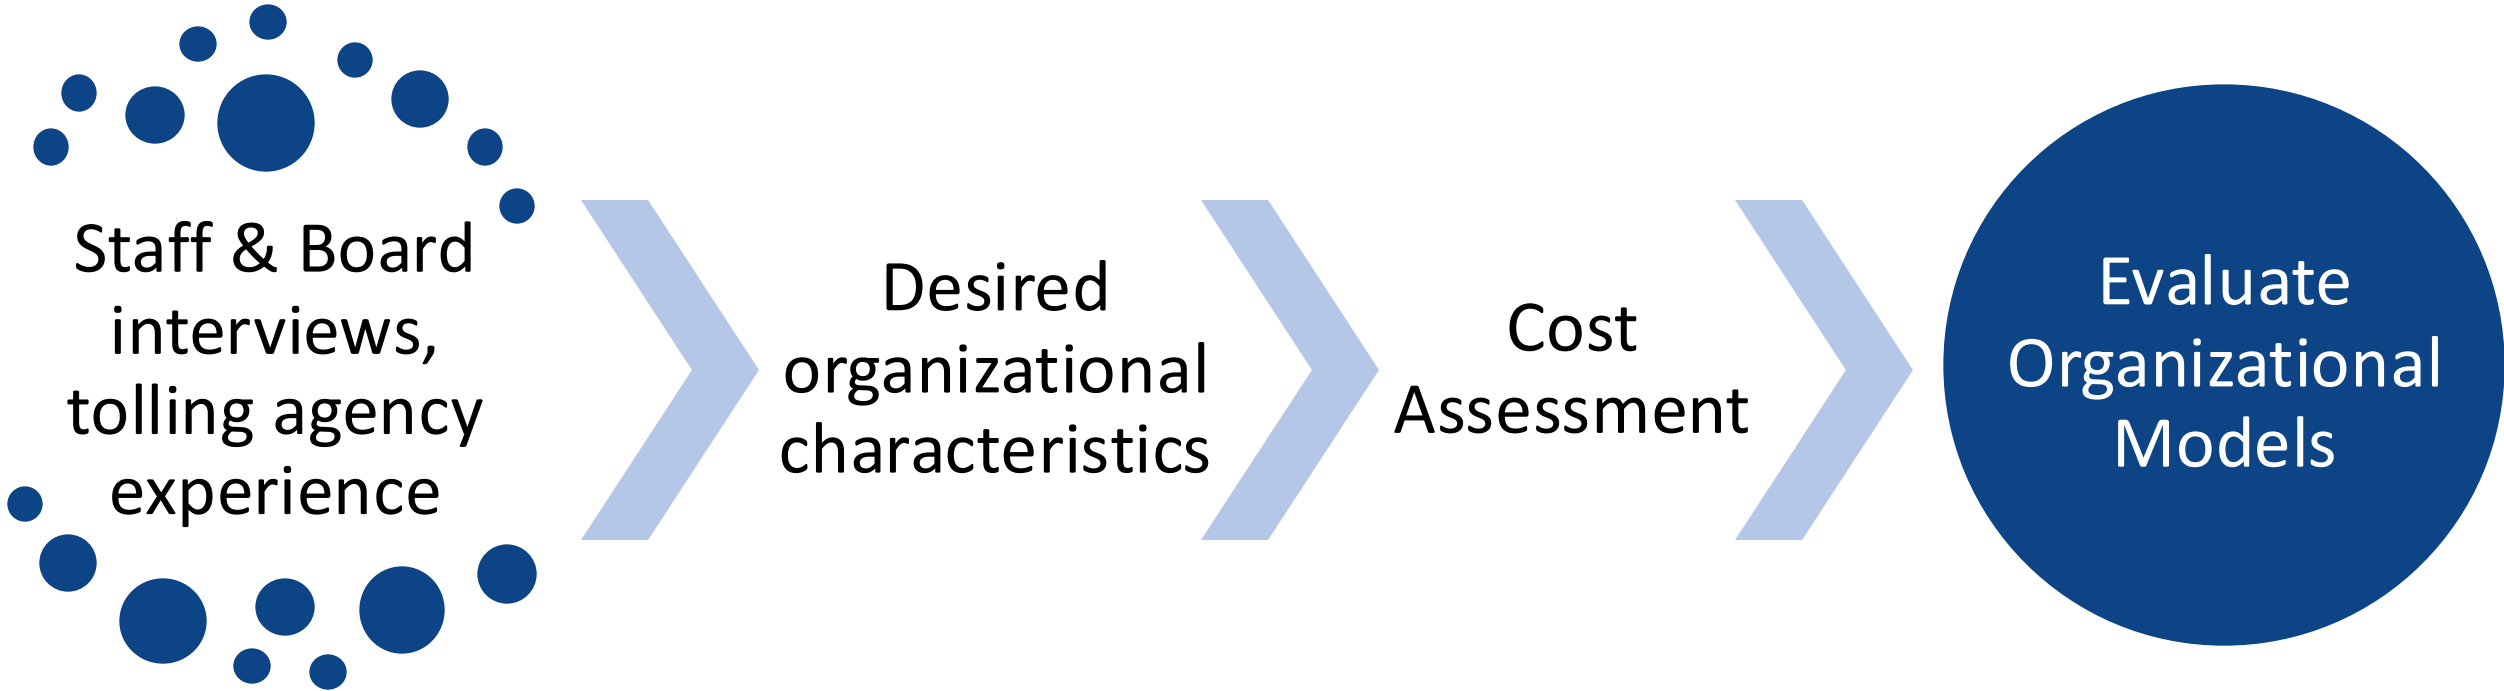 Staff & Board
interviews,
tolling agency
experience
Desired
organizational
characteristics
Cost
Assessment
Evaluate
Organizational
Models